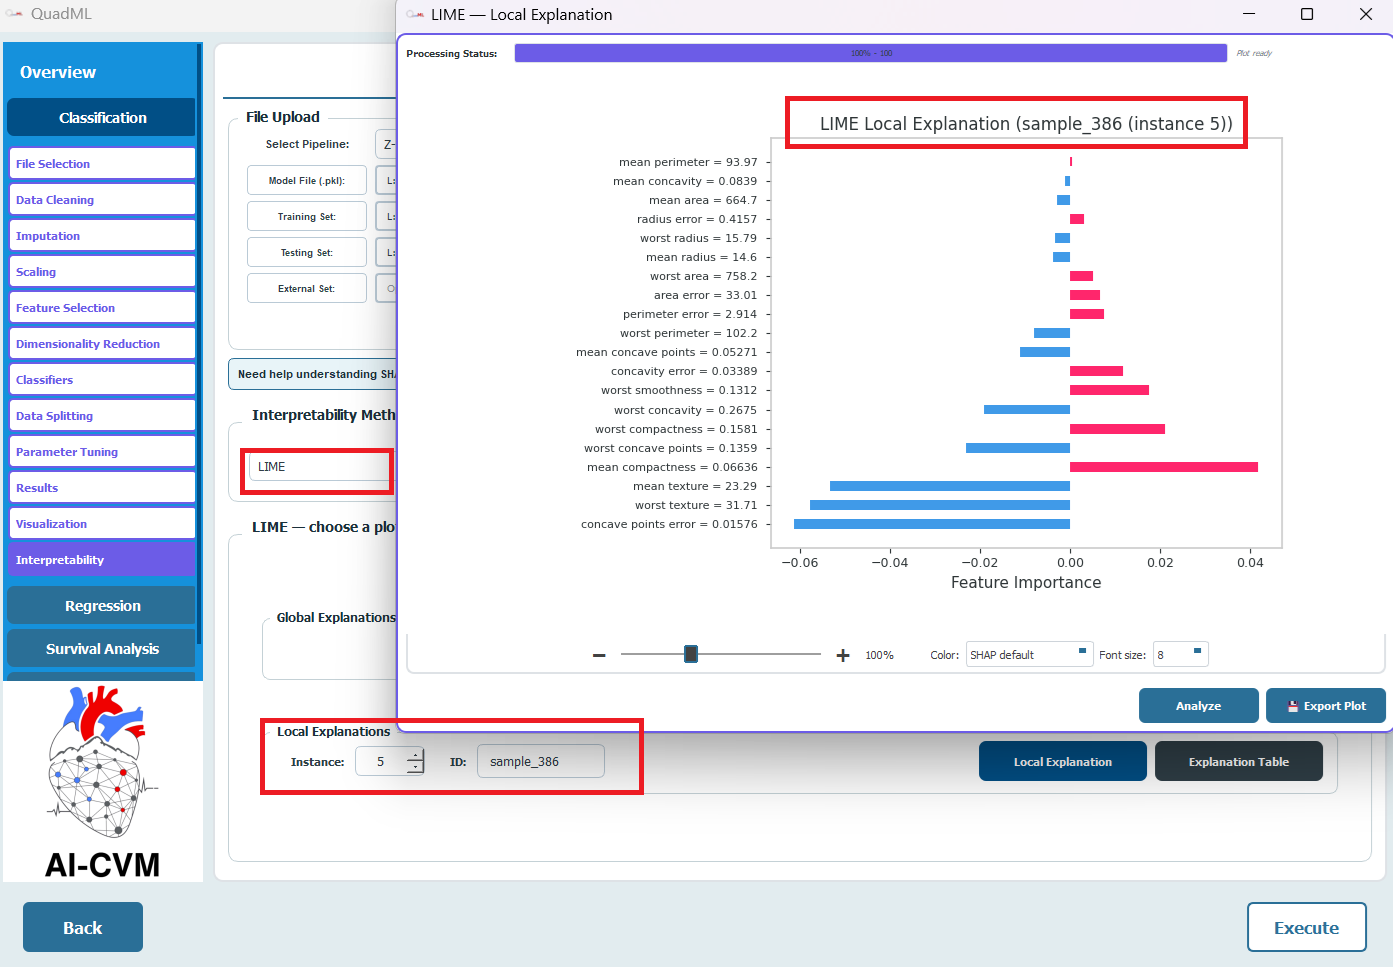 QuadML
LIME — Local Explanation
Processing Status:
100% - 100
Plot ready
Overview
Classification
File Selection
Data Cleaning
Imputation
Scaling
Feature Selection
Dimensionality Reduction
Classifiers
Data Splitting
Parameter Tuning
Results
Visualization
Interpretability
Regression
Survival Analysis
AI-CVM
Back
File Upload
Select Pipeline:
Z-
Model File (.pkl):
L:
Training Set:
L:
Testing Set:
L:
External Set:
Need help understanding SHA
Interpretability Meth
LIME
LIME — choose a plo
Global Explanations
Local Explanations
Instance:
5
ID:
sample_386
Local Explanation
Explanation Table
Execute
LIME Local Explanation (sample_386 (instance 5))
mean perimeter = 93.97
mean concavity = 0.0839
mean area = 664.7
radius error = 0.4157
worst radius = 15.79
mean radius = 14.6
worst area = 758.2
area error = 33.01
perimeter error = 2.914
worst perimeter = 102.2
mean concave points = 0.05271
concavity error = 0.03389
worst smoothness = 0.1312
worst concavity = 0.2675
worst compactness = 0.1581
worst concave points = 0.1359
mean compactness = 0.06636
mean texture = 23.29
worst texture = 31.71
concave points error = 0.01576
−0.06 −0.04 −0.02 0.00 0.02 0.04
Feature Importance
− + 100%
Color: SHAP default
Font size: 8
Analyze
Export Plot